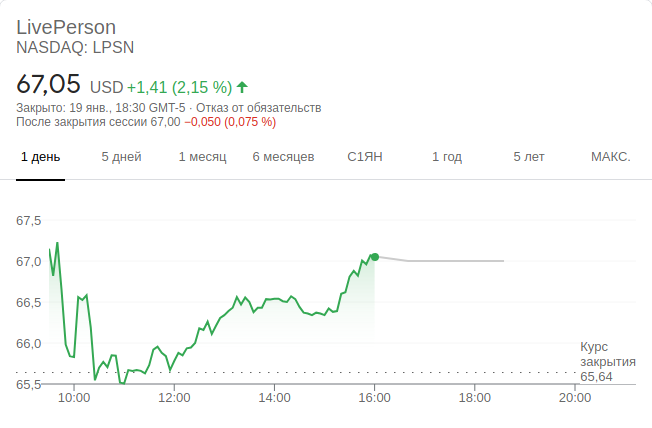 LivePerson
NASDAQ: LPSN
67,05 USD +1,41 (2,15 %)
Закрыто: 19 янв., 18:30 GMT-5 · Отказ от обязательств
После закрытия сессии 67,00 −0,050 (0,075 %)
1 день 5 дней 1 месяц 6 месяцев С1ЯН 1 год 5 лет МАКС.
67,5
67,0
66,5
66,0
65,5
Курс
закрытия
65,64
10:00 12:00 14:00 16:00 18:00 20:00